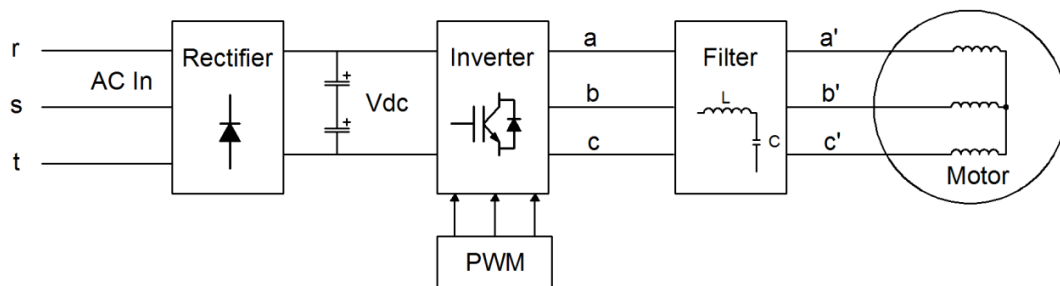 r
s
t
AC In
Rectifier
+
+
Vdc
Inverter
PWM
a
b
c
Filter
L
C
a'
b'
c'
Motor